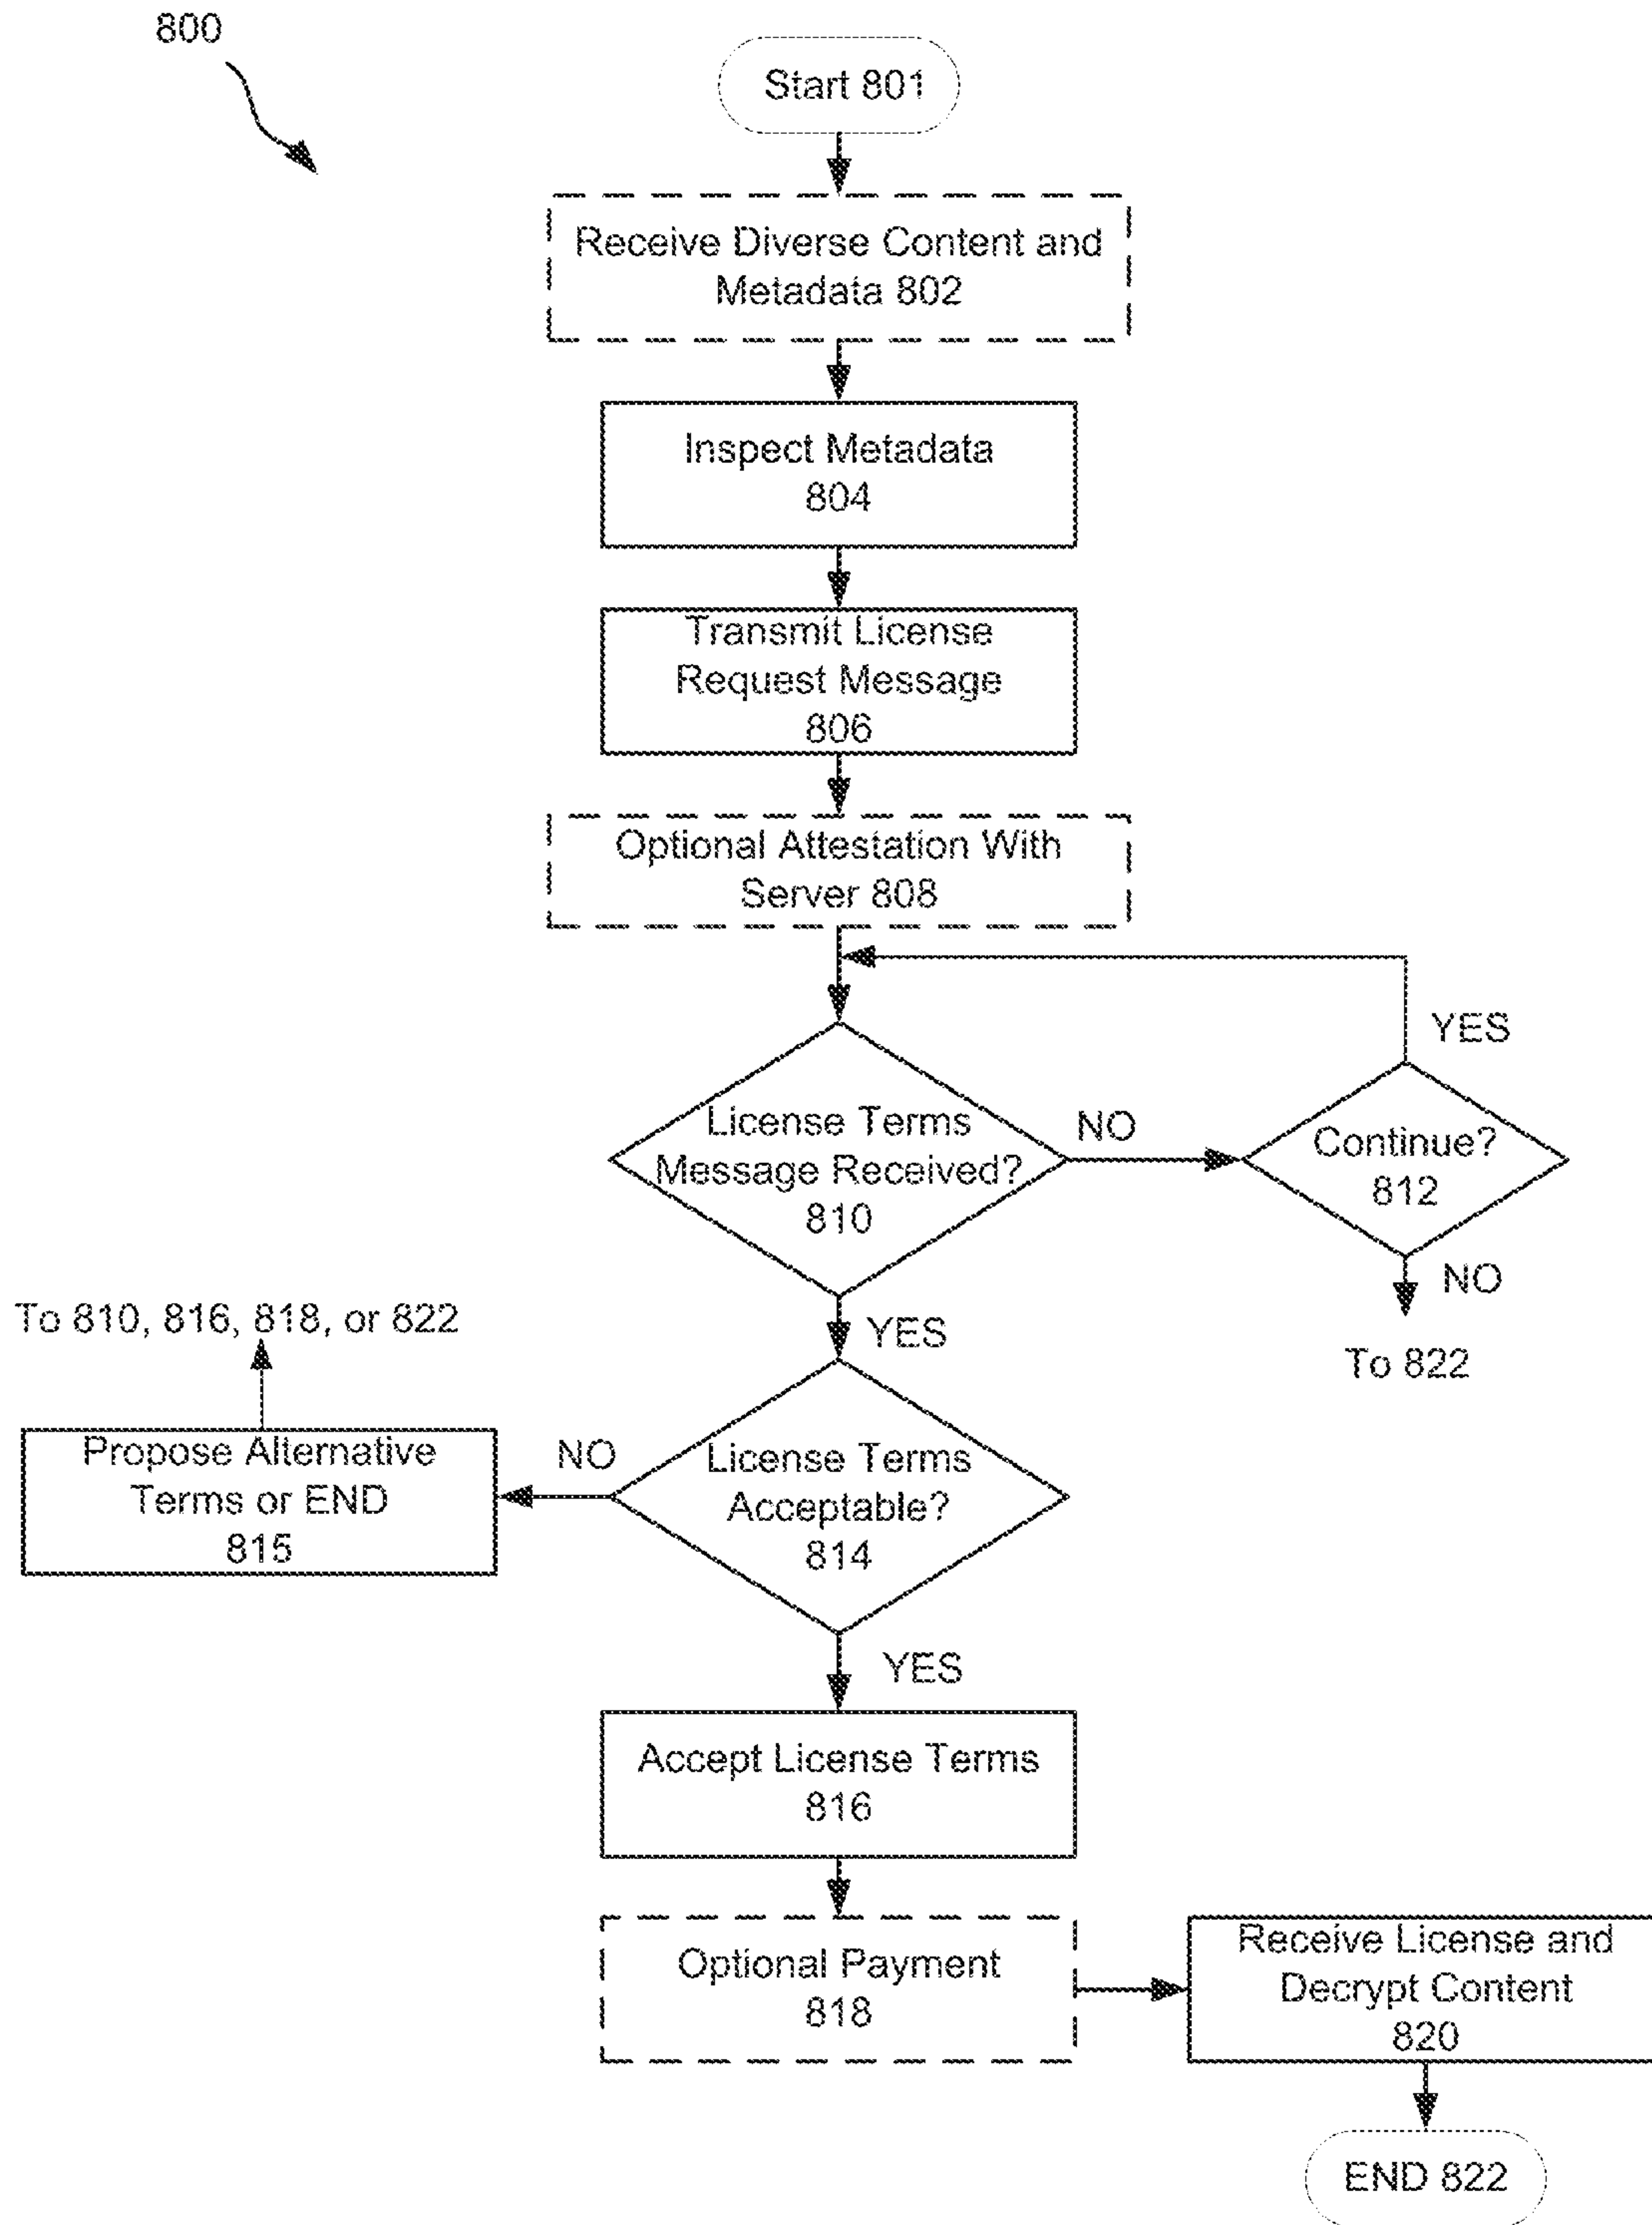 800
Start 801
Receive Diverse Content and
Metadata 802
Inspect Metadata
804
Transmit License
Request Message
806
Optional Attestation With
Server 808
YES
License Terms
Message Received?
810
NO
Continue?
812
NO
To 822
YES
To 810, 816, 818, or 822
Propose Alternative
Terms or END
815
NO
License Terms
Acceptable?
814
YES
Accept License Terms
816
Optional Payment
818
Receive License and
Decrypt Content
820
END 822